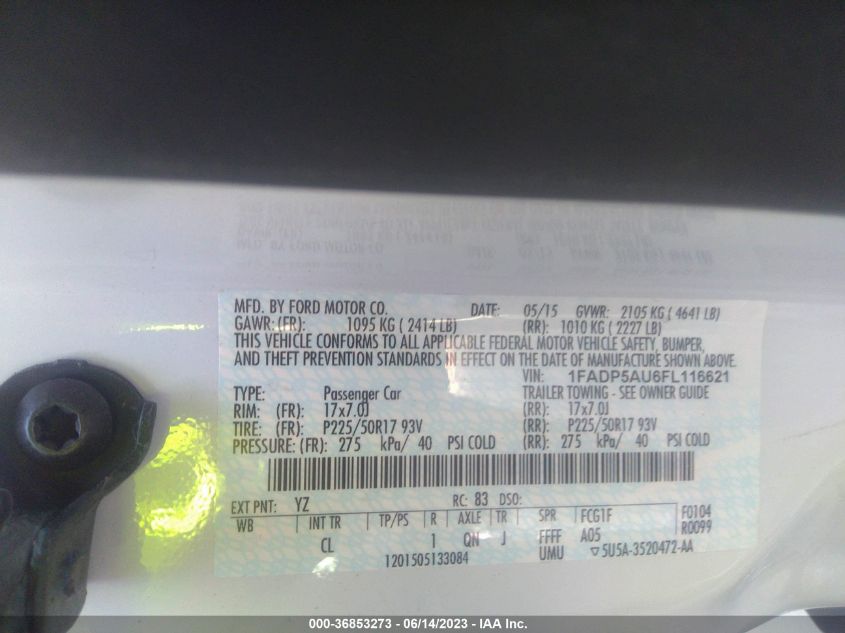 MFD. BY FORD MOTOR CO. DATE: 05/15 GVWR: 2105 KG ( 4641 LB)
GAWR: (FR): 1095 KG ( 2414 LB) (RR): 1010 KG ( 2227 LB)
THIS VEHICLE CONFORMS TO ALL APPLICABLE FEDERAL MOTOR VEHICLE SAFETY, BUMPER,
AND THEFT PREVENTION STANDARDS IN EFFECT ON THE DATE OF MANUFACTURE SHOWN ABOVE.
VIN: 1FADP5AU6FL116621
TYPE: Passenger Car TRAILER TOWING - SEE OWNER GUIDE
RIM: (FR): 17x7.0J (RR): 17x7.0J
TIRE: (FR): P225/50R17 93V (RR): P225/50R17 93V
PRESSURE: (FR): 275 kPa/ 40 PSI COLD (RR): 275 kPa/ 40 PSI COLD
EXT PNT: YZ RC: 83 DSO:
WB INT TR TP/PS R AXLE TR SPR FCG1F F0104
CL 1 QN J FFFF A05 R0099
1201505133084 UMU ▽5U5A-3520472-AA
000-36853273 - 06/14/2023 - IAA Inc.